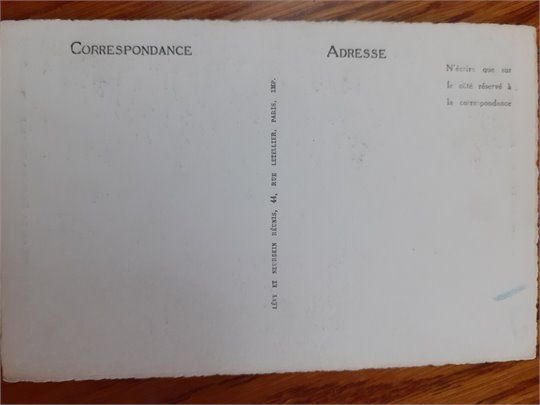 CORRESPONDANCE
ADRESSE
N'écrire que sur
le côté réservé à
la correspondance
LÉVY ET NEURDEIN RÉUNIS, 44, RUE LETELLIER, PARIS, IMP.